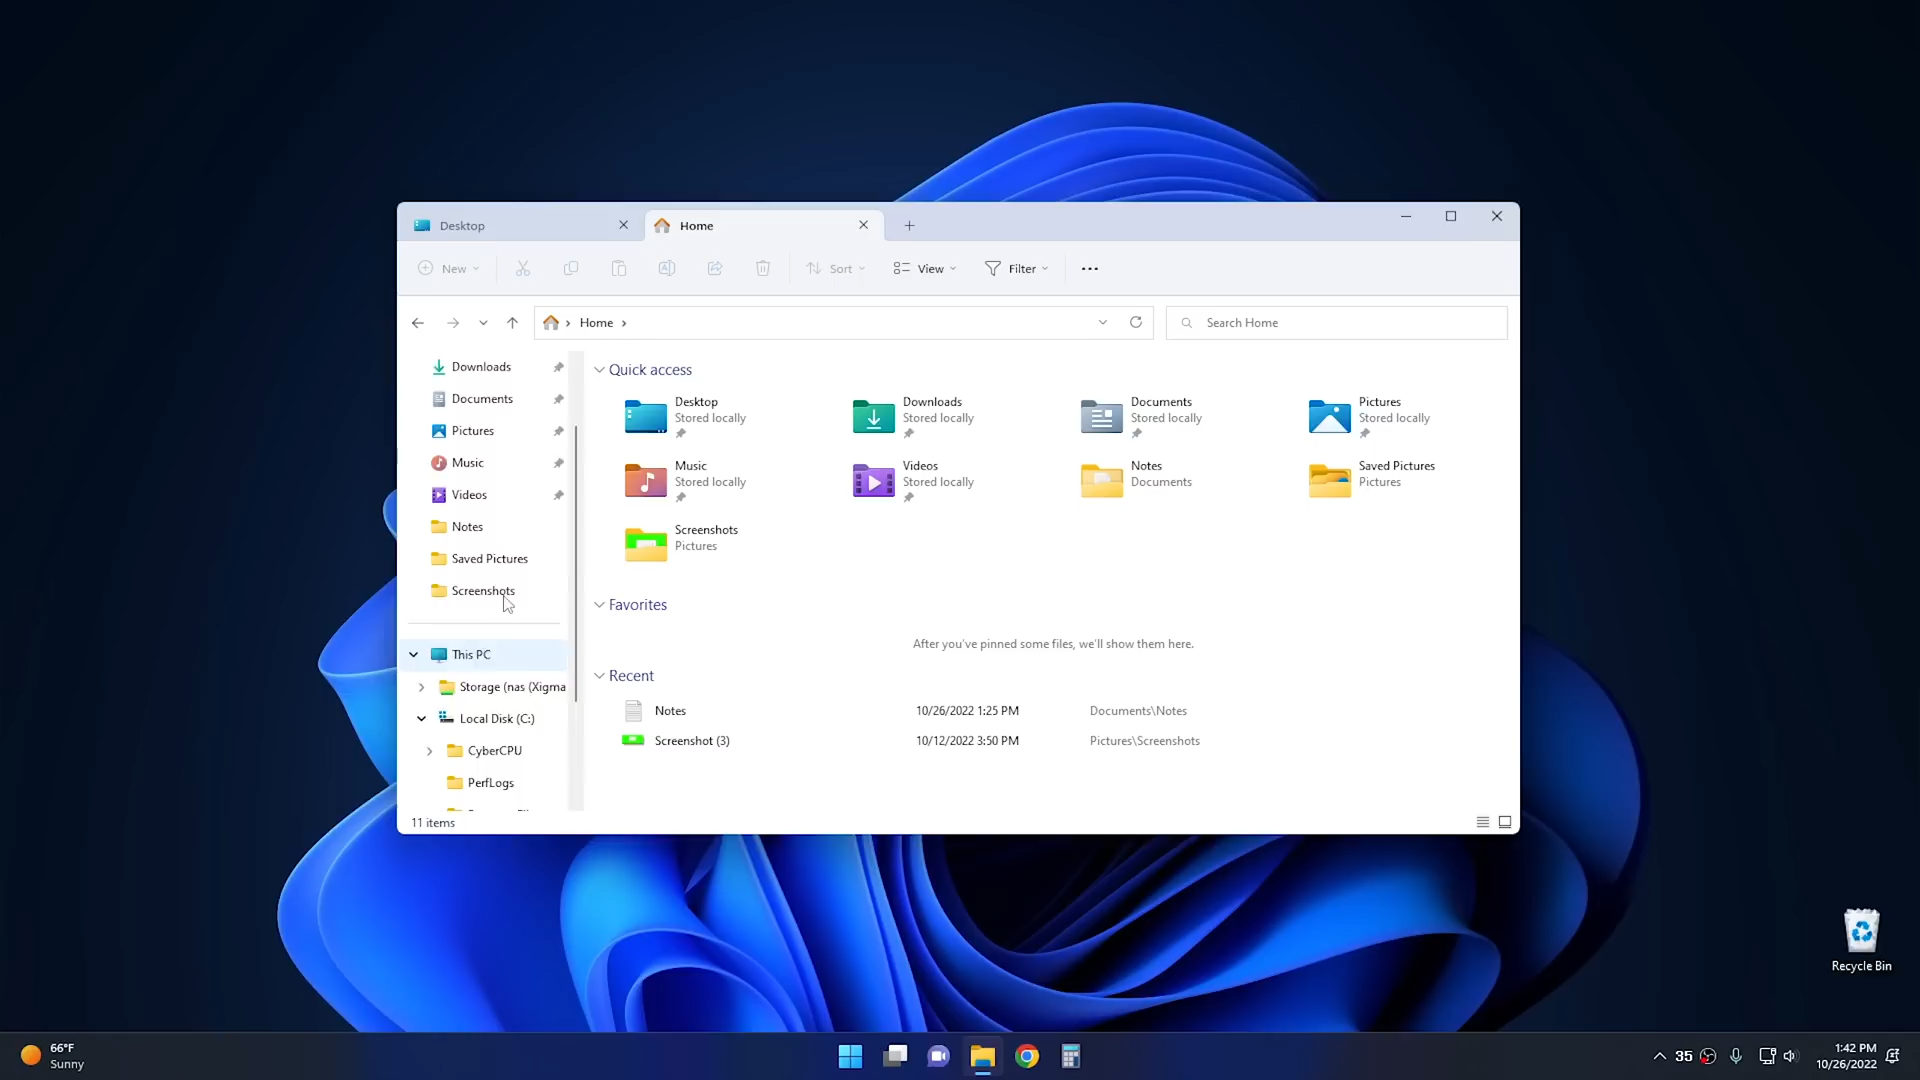 Desktop
Home
New
Sort
View
Filter
Home
Search Home
Downloads
Documents
Pictures
Music
Videos
Notes
Saved Pictures
Screenshots
This PC
Storage (nas (Xigma
Local Disk (C:)
CyberCPU
PerfLogs
Quick access
Desktop
Stored locally
Downloads
Stored locally
Documents
Stored locally
Pictures
Stored locally
Music
Stored locally
Videos
Stored locally
Notes
Documents
Saved Pictures
Pictures
Screenshots
Pictures
Favorites
After you've pinned some files, we'll show them here.
Recent
Notes 10/26/2022 1:25 PM Documents\Notes
Screenshot (3) 10/12/2022 3:50 PM Pictures\Screenshots
11 items
Recycle Bin
66°F
Sunny
35
1:42 PM
10/26/2022